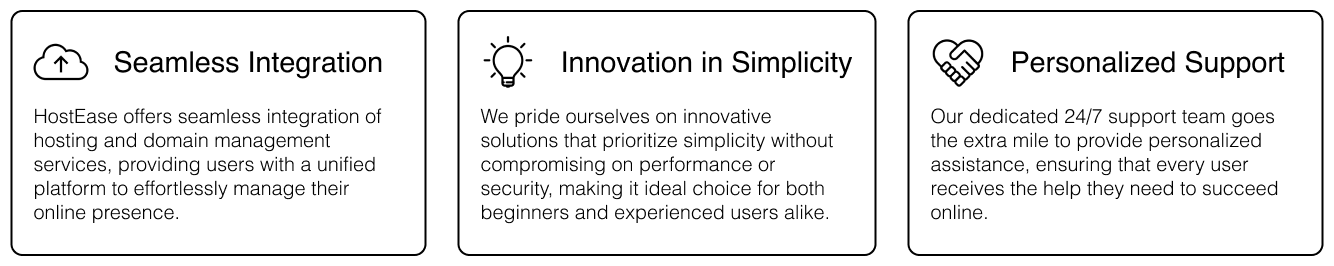 Seamless Integration
HostEase offers seamless integration of
hosting and domain management
services, providing users with a unified
platform to effortlessly manage their
online presence.
Innovation in Simplicity
We pride ourselves on innovative
solutions that prioritize simplicity without
compromising on performance or
security, making it ideal choice for both
beginners and experienced users alike.
Personalized Support
Our dedicated 24/7 support team goes
the extra mile to provide personalized
assistance, ensuring that every user
receives the help they need to succeed
online.